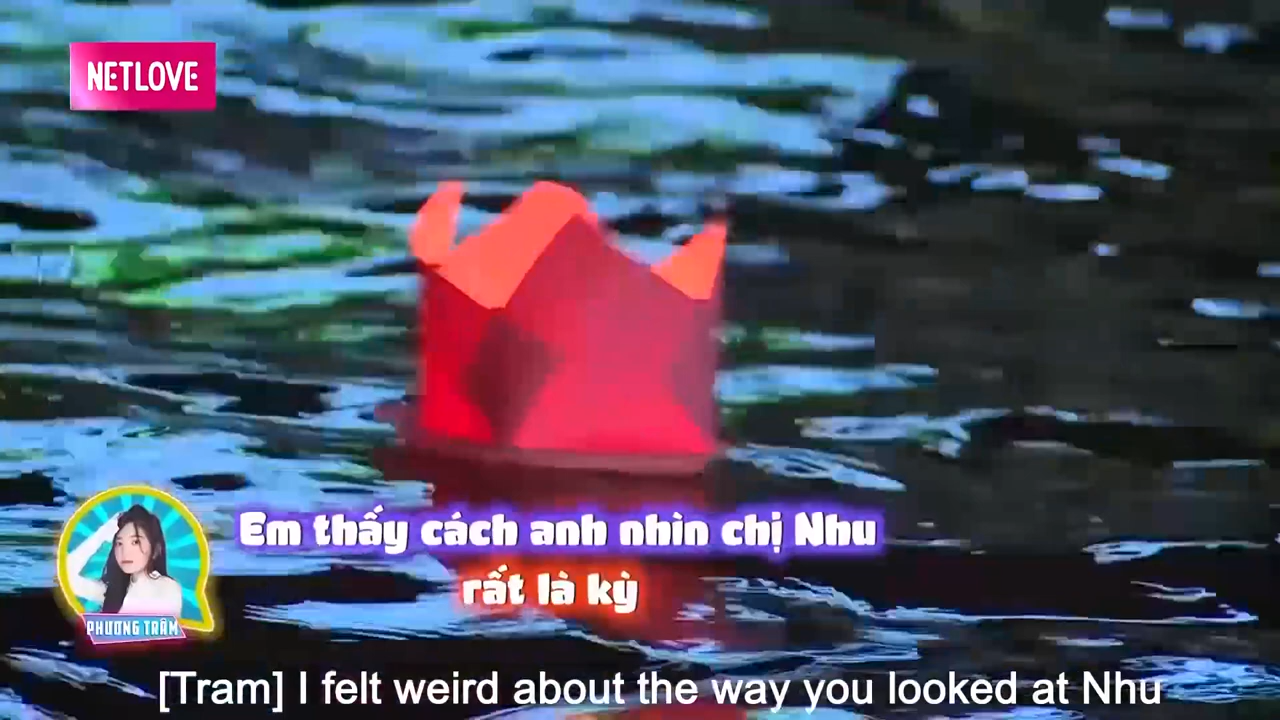 NETLOVE
Em thấy cách anh nhìn chị Nhu
rất là kỳ
PHƯƠNG TRÂM
[Tram] I felt weird about the way you looked at Nhu